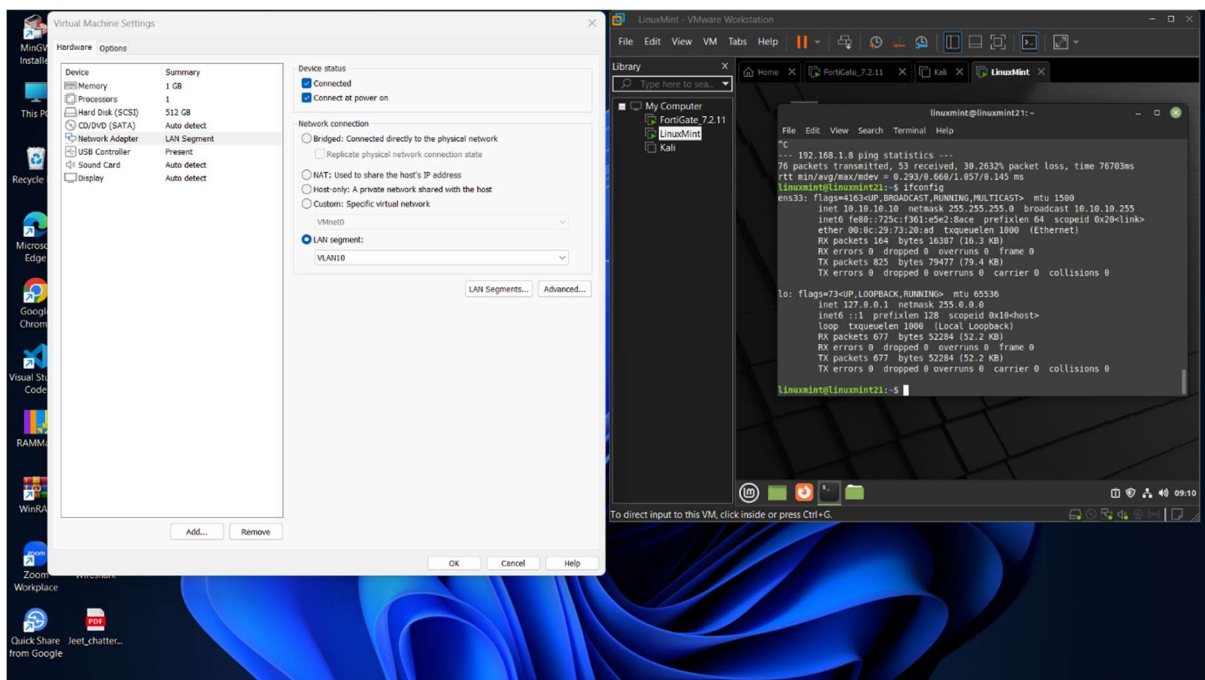 MinGW
Installe
This PC
Recycle
Microso
Edge
Googl
Chrom
Visual Stu
Code
RAMMa
WinRA
zoom
Zoom
Workplace
Quick Share
from Google
PDF
Jeet_chatter...
Virtual Machine Settings
Hardware Options
Device Summary
Memory 1 GB
Processors 1
Hard Disk (SCSI) 512 GB
CD/DVD (SATA) Auto detect
Network Adapter LAN Segment
USB Controller Present
Sound Card Auto detect
Display Auto detect
Add... Remove
Device status
Connected
Connect at power on
Network connection
Bridged: Connected directly to the physical network
Replicate physical network connection state
NAT: Used to share the host's IP address
Host-only: A private network shared with the host
Custom: Specific virtual network
VMnet0
LAN segment:
VLAN10
LAN Segments... Advanced...
OK Cancel Help
LinuxMint - VMware Workstation
File Edit View VM Tabs Help
Library
Type here to sea...
My Computer
FortiGate_7.2.11
LinuxMint
Kali
Home FortiGate_7.2.11 Kali LinuxMint
linuxmint@linuxmint21: ~
File Edit View Search Terminal Help
^C
--- 192.168.1.8 ping statistics ---
76 packets transmitted, 53 received, 30.2632% packet loss, time 76703ms
rtt min/avg/max/mdev = 0.293/0.660/1.057/0.145 ms
linuxmint@linuxmint21:~$ ifconfig
ens33: flags=4163<UP,BROADCAST,RUNNING,MULTICAST> mtu 1500
inet 10.10.10.10 netmask 255.255.255.0 broadcast 10.10.10.255
inet6 fe80::725c:f361:e5e2:8ace prefixlen 64 scopeid 0x20<link>
ether 00:0c:29:73:20:ad txqueuelen 1000 (Ethernet)
RX packets 164 bytes 16387 (16.3 KB)
RX errors 0 dropped 0 overruns 0 frame 0
TX packets 825 bytes 79477 (79.4 KB)
TX errors 0 dropped 0 overruns 0 carrier 0 collisions 0
lo: flags=73<UP,LOOPBACK,RUNNING> mtu 65536
inet 127.0.0.1 netmask 255.0.0.0
inet6 ::1 prefixlen 128 scopeid 0x10<host>
loop txqueuelen 1000 (Local Loopback)
RX packets 677 bytes 52284 (52.2 KB)
RX errors 0 dropped 0 overruns 0 frame 0
TX packets 677 bytes 52284 (52.2 KB)
TX errors 0 dropped 0 overruns 0 carrier 0 collisions 0
linuxmint@linuxmint21:~$
09:10
To direct input to this VM, click inside or press Ctrl+G.